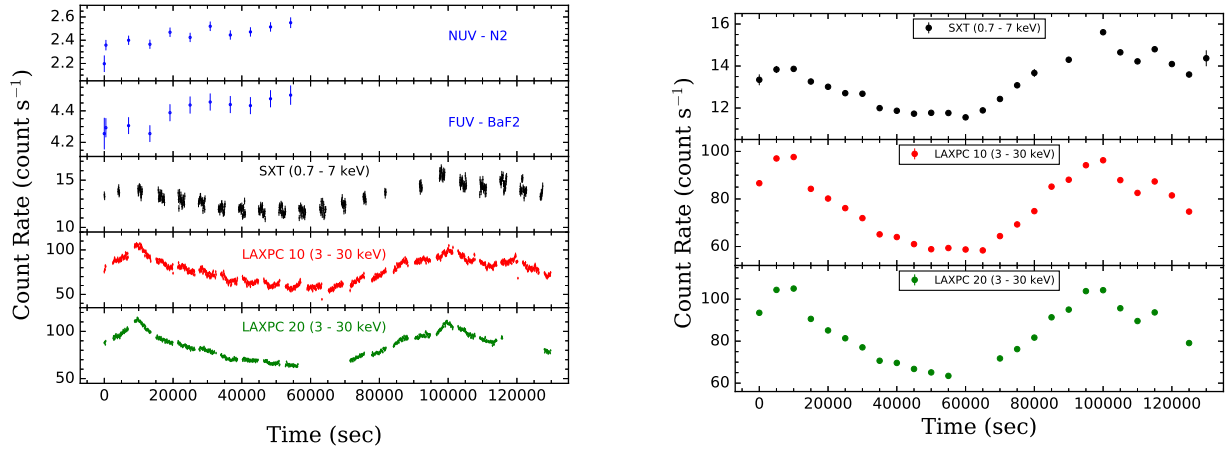 2.6
2.4
2.2
NUV - N2
4.4
4.2
FUV - BaF2
15
10
SXT (0.7 - 7 keV)
100
50
LAXPC 10 (3 - 30 keV)
100
50
LAXPC 20 (3 - 30 keV)
0 20000 40000 60000 80000 100000 120000
Time (sec)
Count Rate (count s⁻¹)
16
14
12
SXT (0.7 - 7 keV)
100
80
60
LAXPC 10 (3 - 30 keV)
100
80
60
LAXPC 20 (3 - 30 keV)
0 20000 40000 60000 80000 100000 120000
Time (sec)
Count Rate (count s⁻¹)